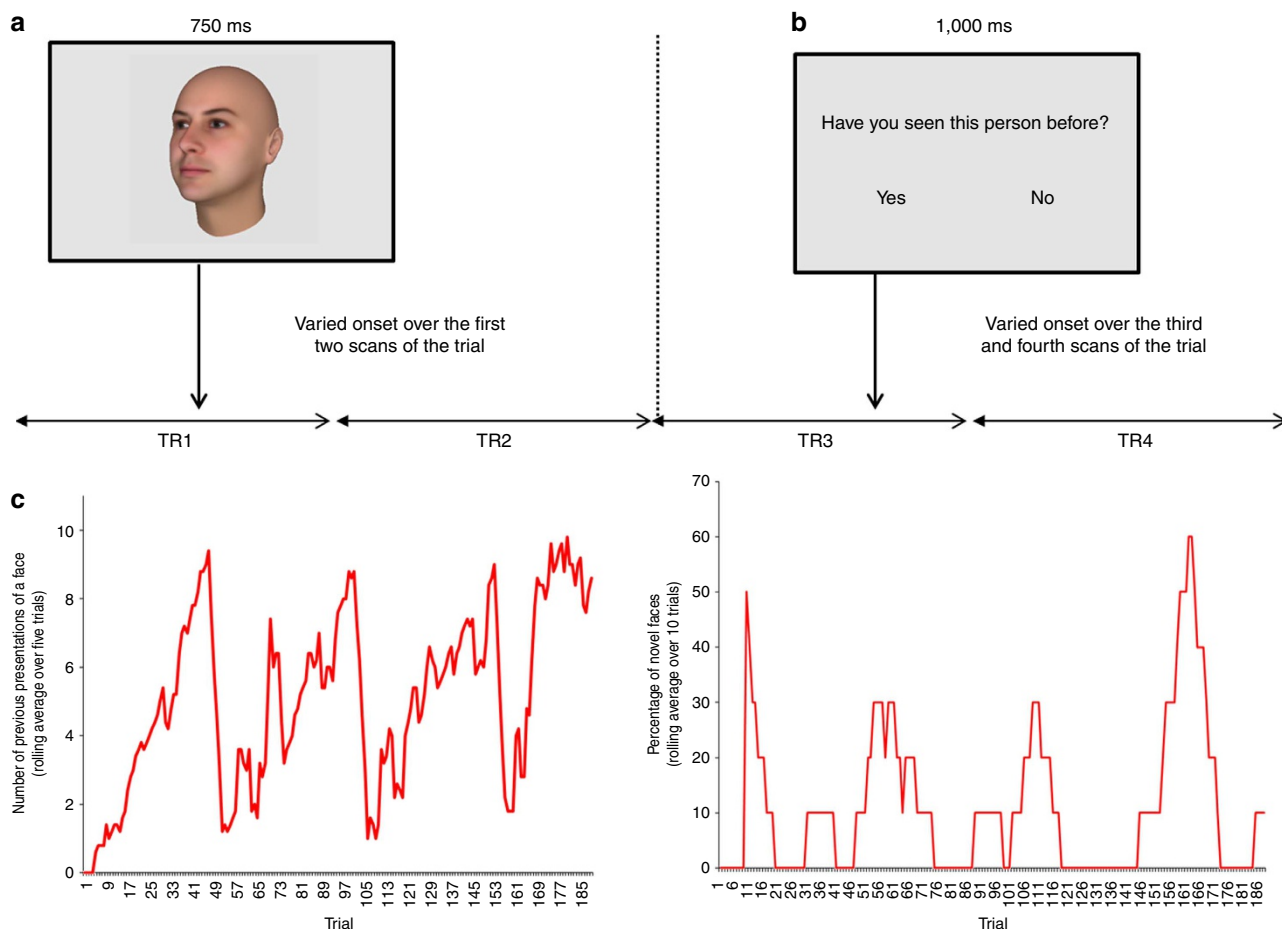 a
750 ms
Varied onset over the first
two scans of the trial
b
1,000 ms
Have you seen this person before?
Yes No
Varied onset over the third
and fourth scans of the trial
TR1 TR2 TR3 TR4
c
Number of previous presentations of a face
(rolling average over five trials)
10
8
6
4
2
0
1 9 17 25 33 41 49 57 65 73 81 89 97 105 113 121 129 137 145 153 161 169 177 185
Trial
Percentage of novel faces
(rolling average over 10 trials)
70
60
50
40
30
20
10
0
1 6 11 16 21 26 31 36 41 46 51 56 61 66 71 76 81 86 91 96 101 106 111 116 121 126 131 136 141 146 151 156 161 166 171 176 181 186
Trial